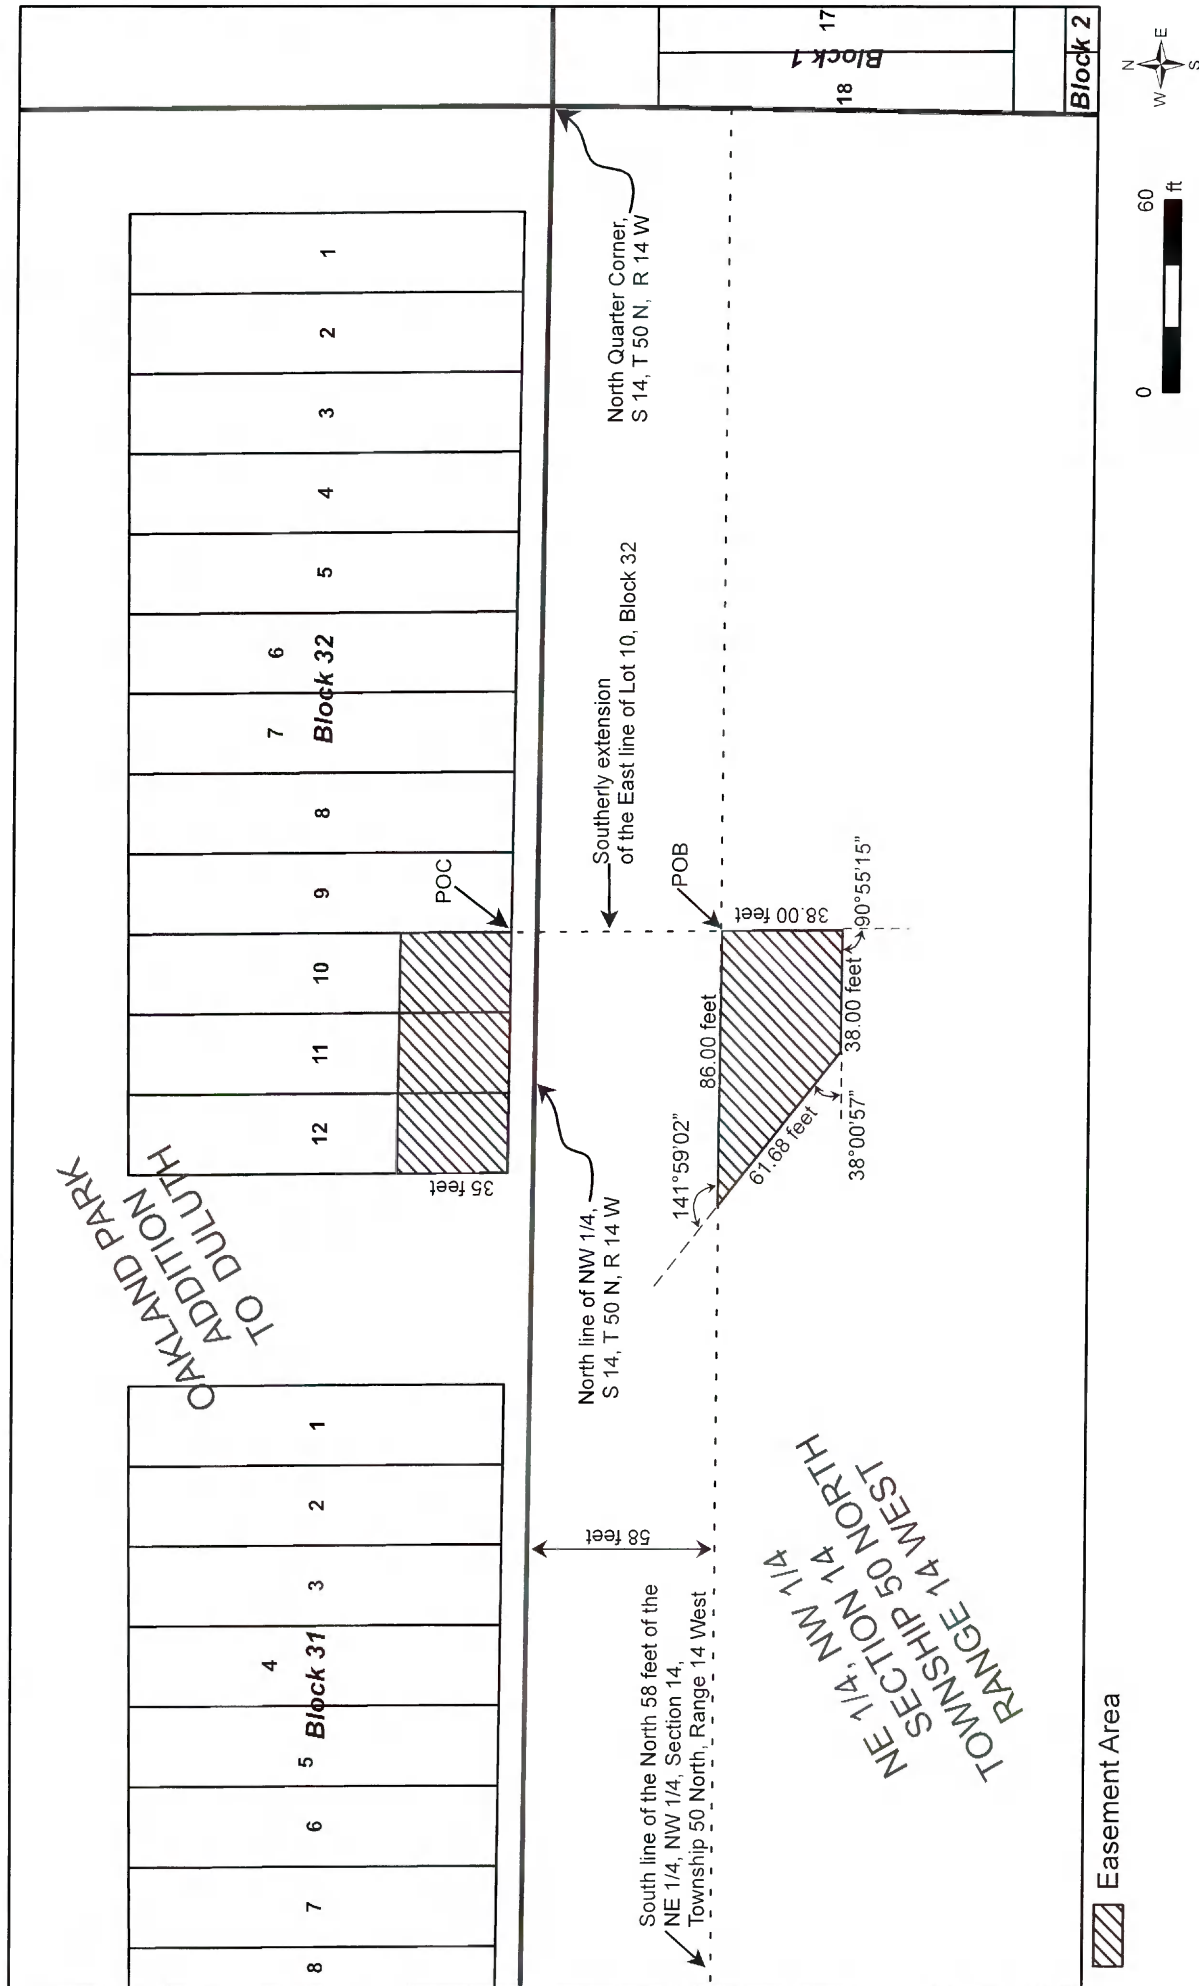 OAKLAND PARK
ADDITION
TO DULUTH
8
7
6
5
4
3
2
1
Block 31
12
11
10
9
8
7
6
5
4
3
2
1
Block 32
35 feet
POC
17
18
Block 1
Block 2
North line of NW 1/4,
S 14, T 50 N, R 14 W
Southerly extension
of the East line of Lot 10, Block 32
North Quarter Corner,
S 14, T 50 N, R 14 W
58 feet
South line of the North 58 feet of the
NE 1/4, NW 1/4, Section 14,
Township 50 North, Range 14 West
POB
86.00 feet
38.00 feet
90°55'15"
38.00 feet
38°00'57"
61.68 feet
141°59'02"
NE 1/4, NW 1/4
SECTION 14
TOWNSHIP 50 NORTH
RANGE 14 WEST
Easement Area
0
60
ft
N
E
S
W